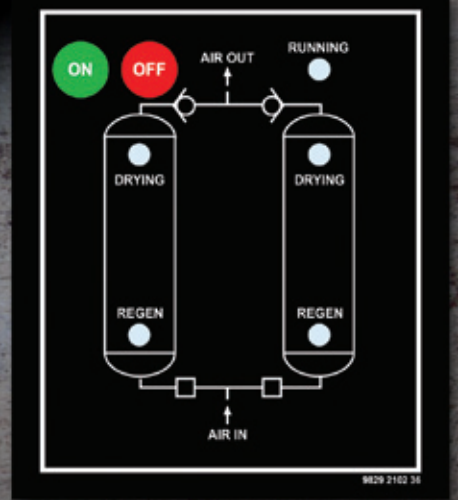 ON
OFF
AIR OUT
RUNNING
DRYING
DRYING
REGEN
REGEN
AIR IN
9829 2102 36